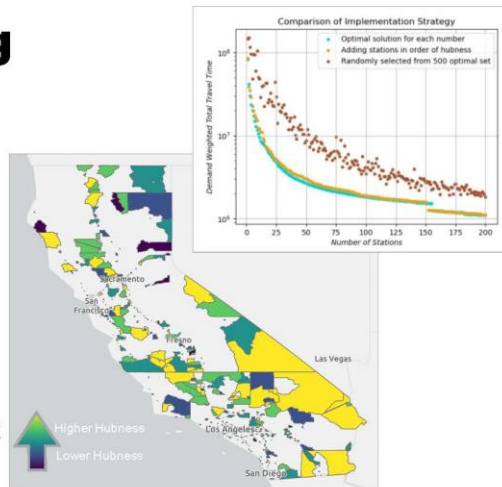 g
Comparison of Implementation Strategy
Optimal solution for each number
Adding stations in order of hubness
Randomly selected from 500 optimal set
Demand Weighted Total Travel Time
10⁸
10⁷
10⁶
0
25
50
75
100
125
150
175
200
Number of Stations
Sacramento
San
Francisco
Fresno
Las Vegas
Los Angeles
San Diego
Higher Hubness
Lower Hubness